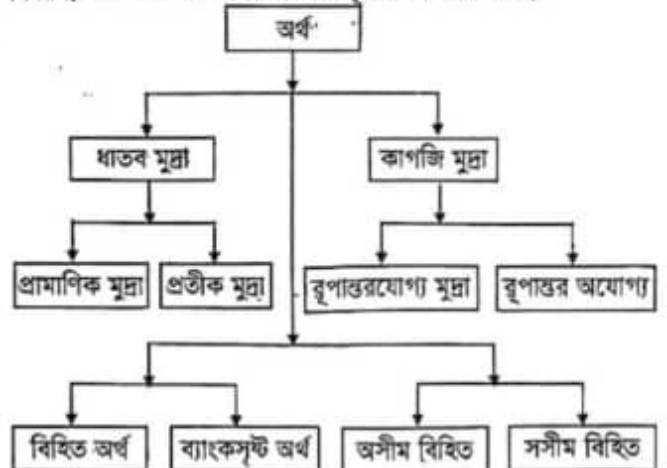 অর্থ
ধাতব মুদ্রা
কাগজি মুদ্রা
প্রামাণিক মুদ্রা
প্রতীক মুদ্রা
রূপান্তরযোগ্য মুদ্রা
রূপান্তর অযোগ্য
বিহিত অর্থ
ব্যাংকসৃষ্ট অর্থ
অসীম বিহিত
সসীম বিহিত